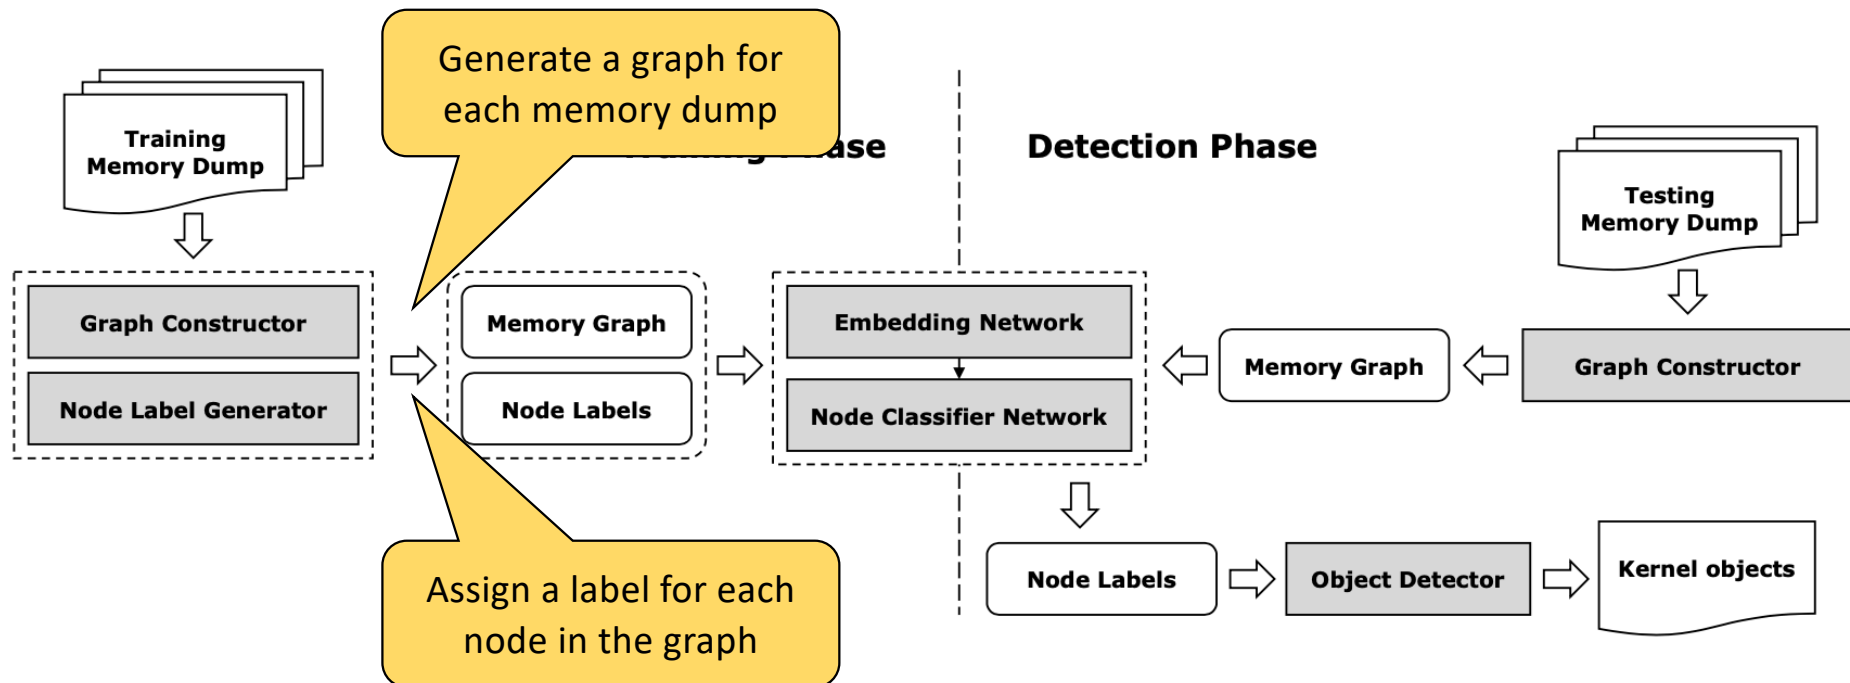 Generate a graph for
each memory dump
Training
Memory Dump
Phase
Detection Phase
Testing
Memory Dump
Graph Constructor
Node Label Generator
Memory Graph
Node Labels
Embedding Network
Node Classifier Network
Memory Graph
Graph Constructor
Assign a label for each
node in the graph
Node Labels
Object Detector
Kernel objects